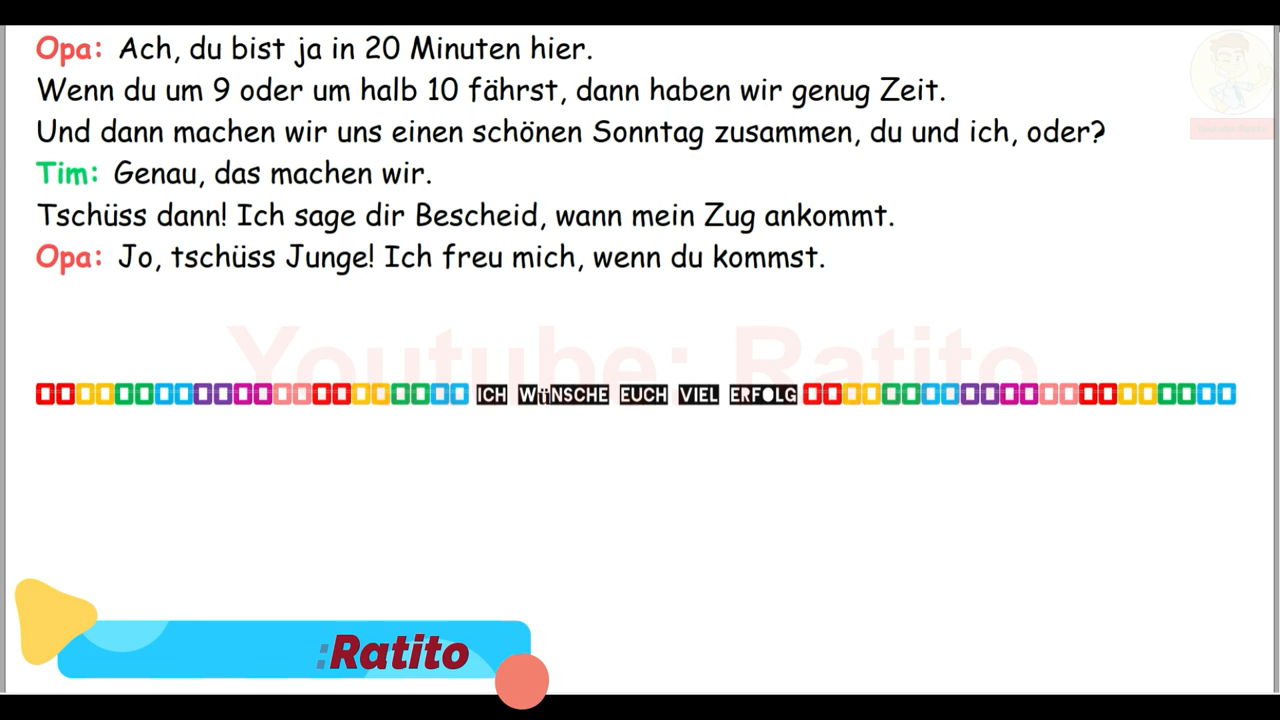 Opa: Ach, du bist ja in 20 Minuten hier.
Wenn du um 9 oder um halb 10 fährst, dann haben wir genug Zeit.
Und dann machen wir uns einen schönen Sonntag zusammen, du und ich, oder?
Tim: Genau, das machen wir.
Tschüss dann! Ich sage dir Bescheid, wann mein Zug ankommt.
Opa: Jo, tschüss Junge! Ich freu mich, wenn du kommst.
Youtube: Ratito
ICH WüNSCHE EUCH VIEL ERFOLG
:Ratito